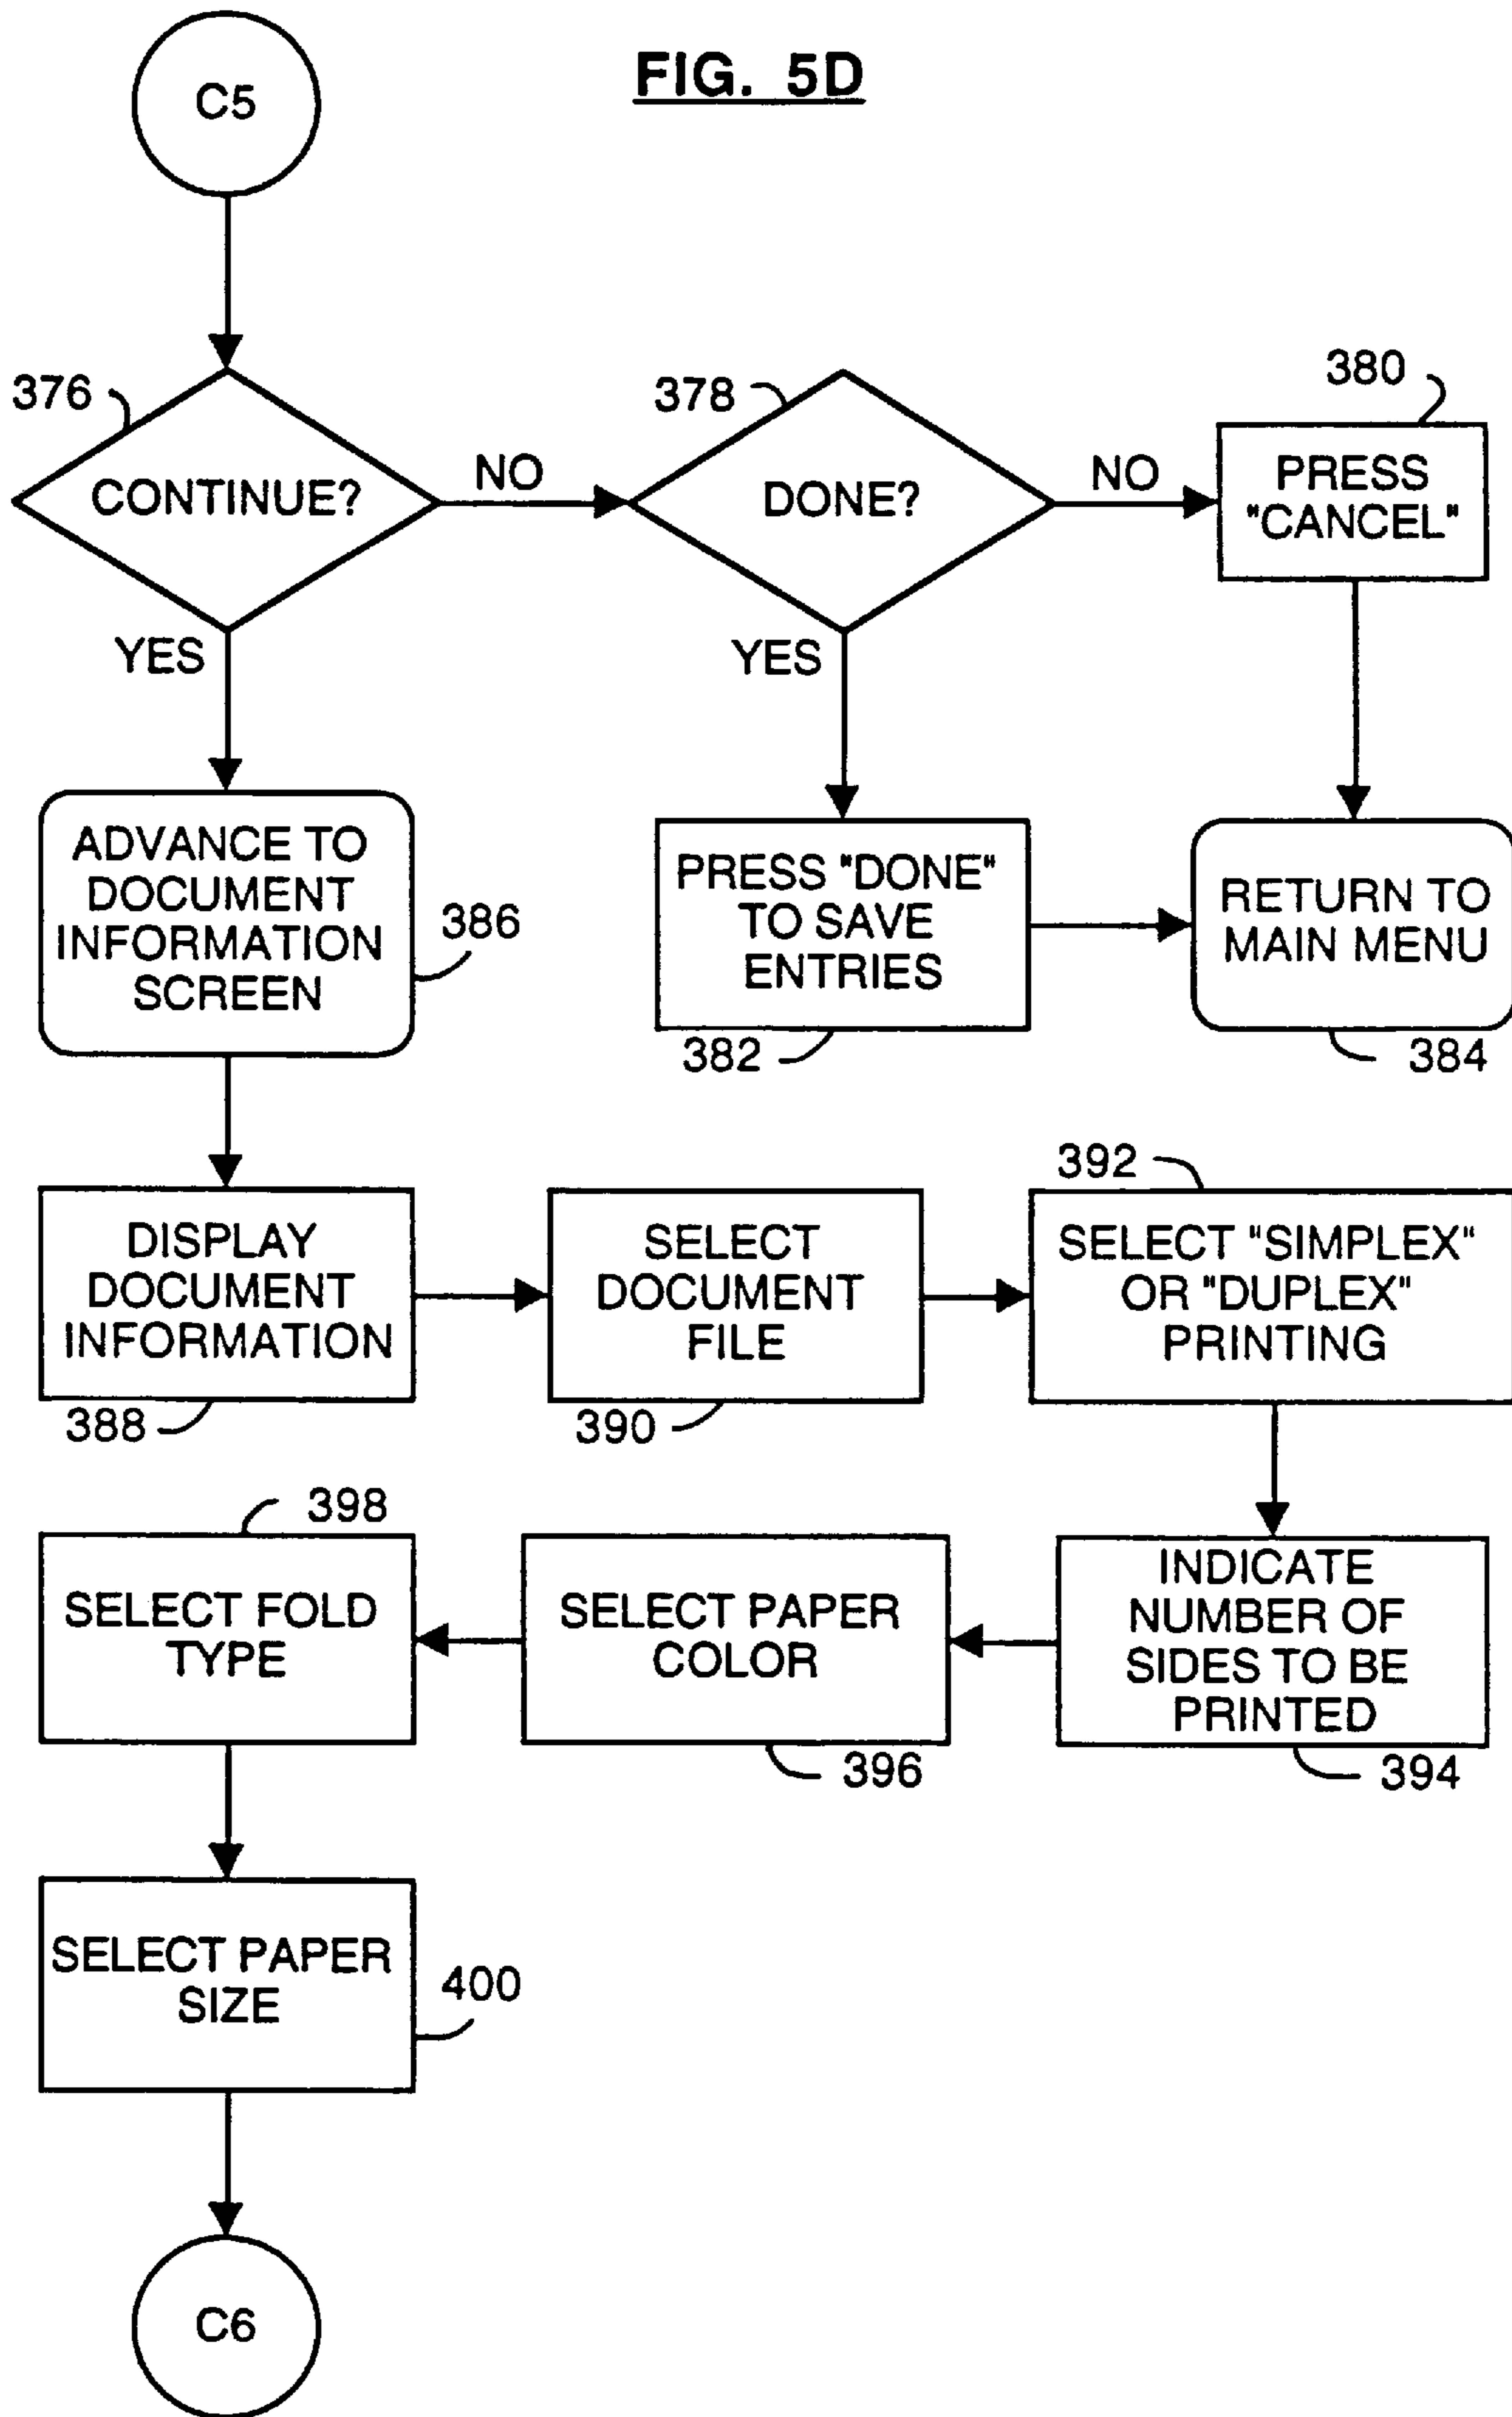 FIG. 5D
C5
376
CONTINUE?
NO
378
DONE?
NO
380
PRESS
"CANCEL"
YES
YES
ADVANCE TO
DOCUMENT
INFORMATION
SCREEN
386
PRESS "DONE"
TO SAVE
ENTRIES
382
RETURN TO
MAIN MENU
384
DISPLAY
DOCUMENT
INFORMATION
388
SELECT
DOCUMENT
FILE
390
392
SELECT "SIMPLEX"
OR "DUPLEX"
PRINTING
INDICATE
NUMBER OF
SIDES TO BE
PRINTED
394
SELECT PAPER
COLOR
396
398
SELECT FOLD
TYPE
SELECT PAPER
SIZE
400
C6